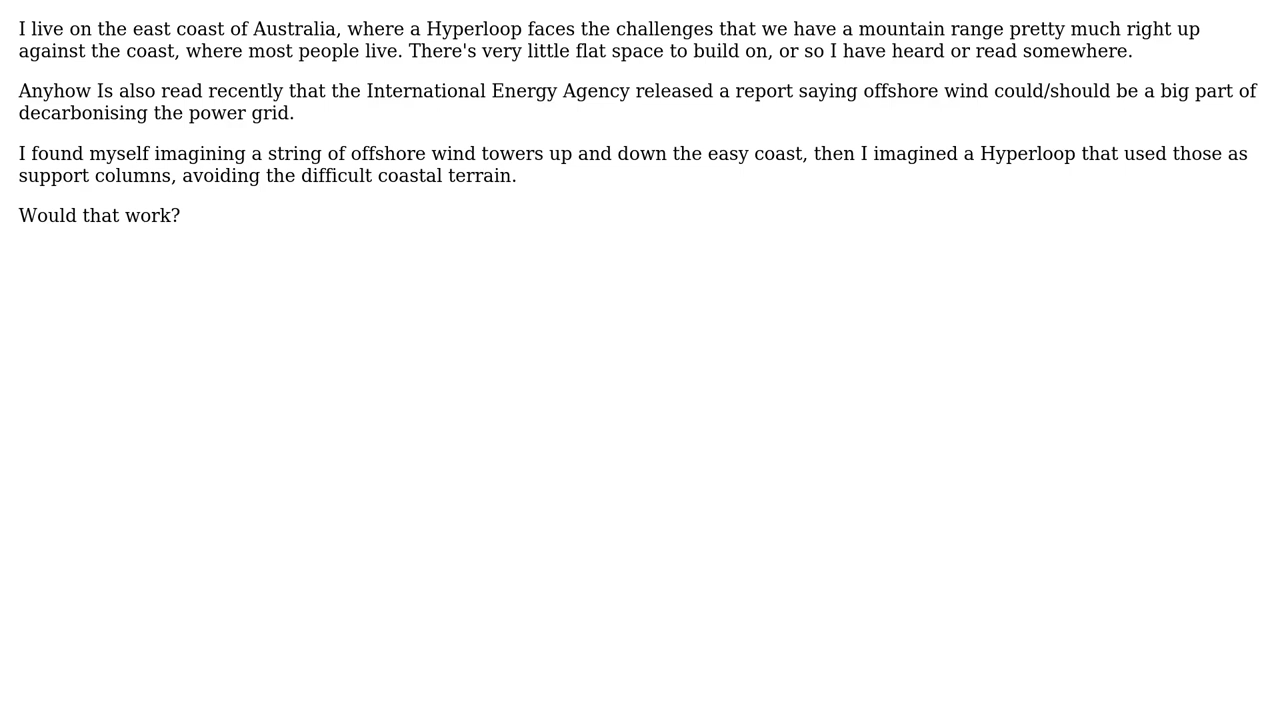 I live on the east coast of Australia, where a Hyperloop faces the challenges that we have a mountain range pretty much right up
against the coast, where most people live. There's very little flat space to build on, or so I have heard or read somewhere.
Anyhow Is also read recently that the International Energy Agency released a report saying offshore wind could/should be a big part of
decarbonising the power grid.
I found myself imagining a string of offshore wind towers up and down the easy coast, then I imagined a Hyperloop that used those as
support columns, avoiding the difficult coastal terrain.
Would that work?